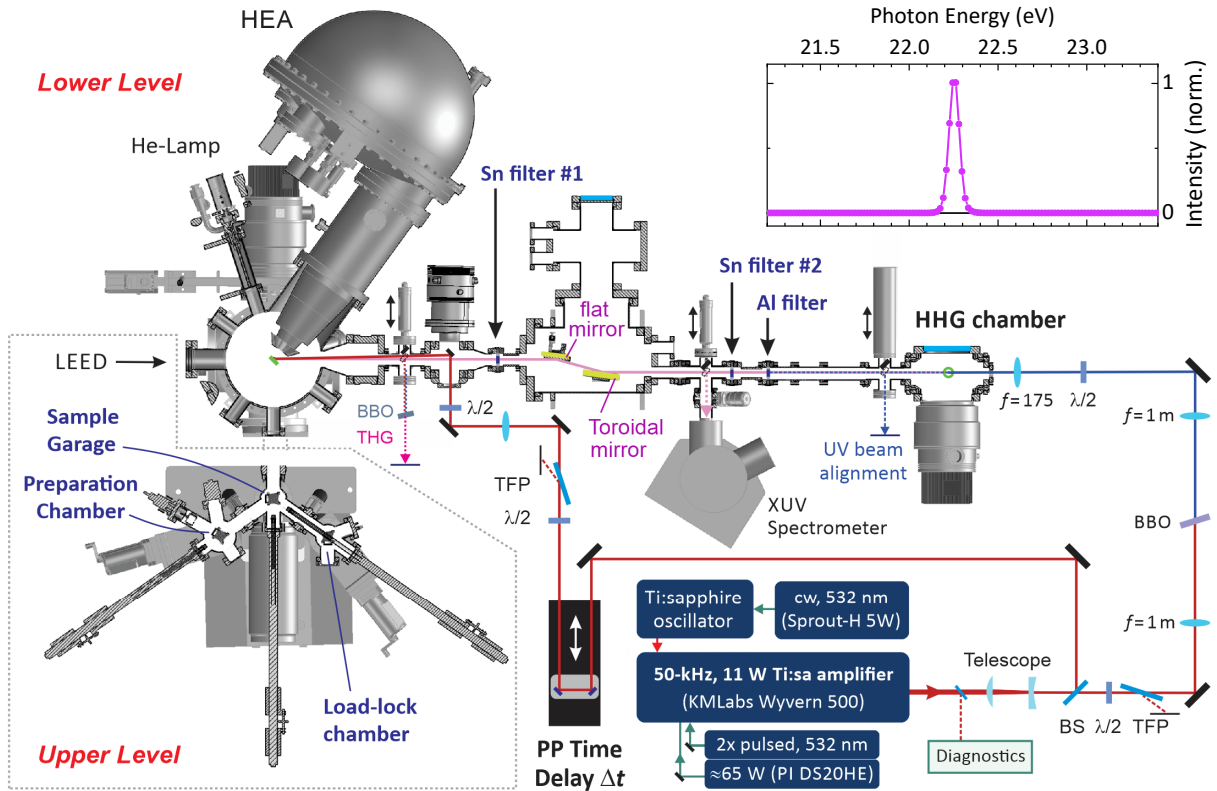 HEA
Lower Level
He-Lamp
Sn filter #1
Photon Energy (eV)
21.5 22.0 22.5 23.0
1
0
Intensity (norm.)
Sn filter #2
Al filter
HHG chamber
flat
mirror
Toroidal
mirror
LEED
BBO
THG
λ/2
TFP
λ/2
XUV
Spectrometer
UV beam
alignment
f=175
λ/2
f=1m
BBO
f=1m
Sample
Garage
Preparation
Chamber
Load-lock
chamber
Upper Level
PP Time
Delay Δt
Ti:sapphire
oscillator
cw, 532 nm
(Sprout-H 5W)
50-kHz, 11 W Ti:sa amplifier
(KMLabs Wyvern 500)
2x pulsed, 532 nm
≈65 W (PI DS20HE)
Telescope
BS λ/2 TFP
Diagnostics